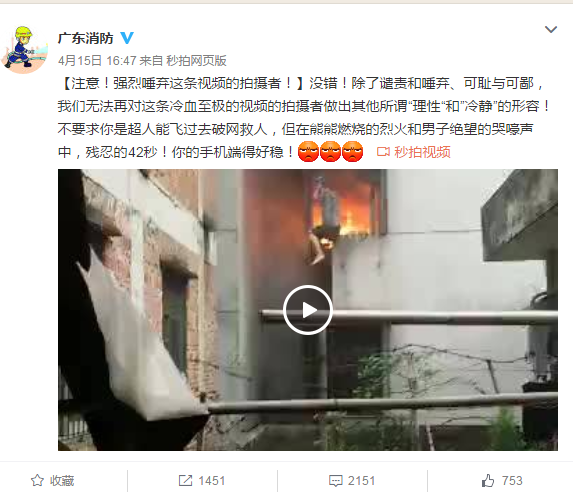 广东消防
4月15日 16:47 来自 秒拍网页版
【注意！强烈唾弃这条视频的拍摄者！】没错！除了谴责和唾弃、可耻与可鄙，
我们无法再对这条冷血至极的视频的拍摄者做出其他所谓“理性“和”冷静”的形容！
不要求你是超人能飞过去破网救人，但在熊熊燃烧的烈火和男子绝望的哭嚎声
中，残忍的42秒！你的手机端得好稳！ 秒拍视频
收藏 1451 2151 753